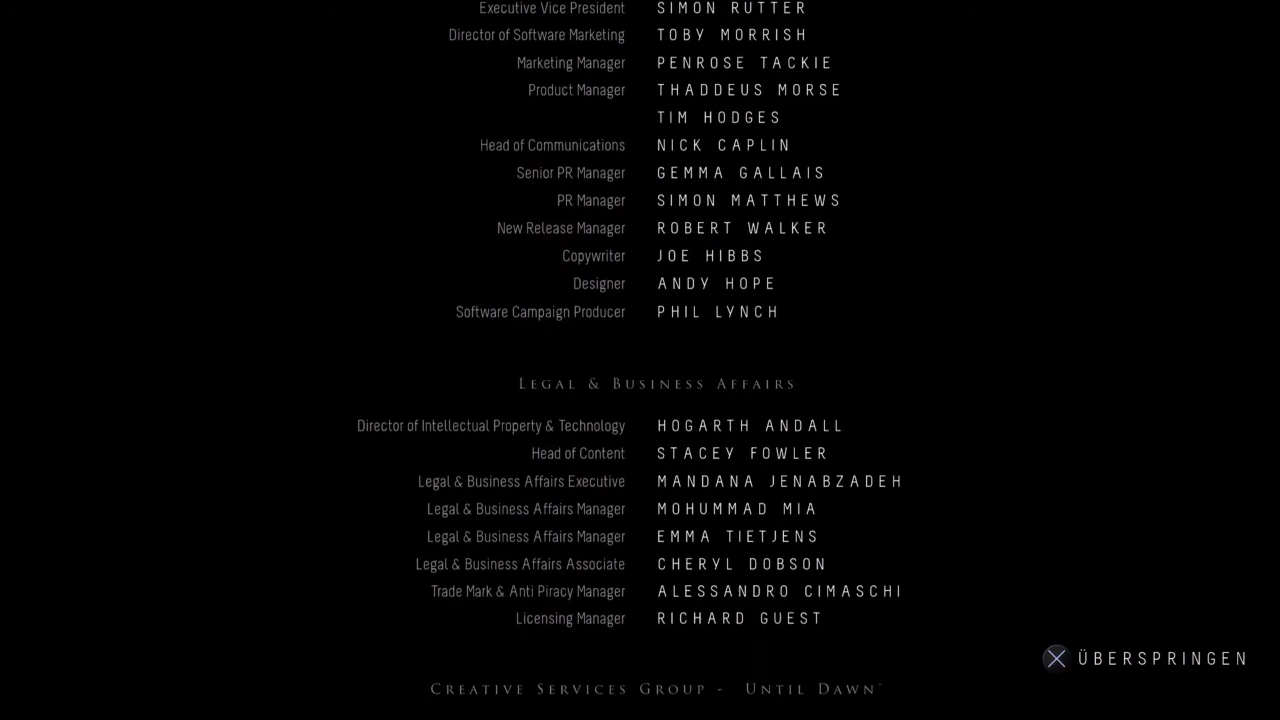 Executive Vice President SIMON RUTTER
Director of Software Marketing TOBY MORRISH
Marketing Manager PENROSE TACKIE
Product Manager THADDEUS MORSE
TIM HODGES
Head of Communications NICK CAPLIN
Senior PR Manager GEMMA GALLAIS
PR Manager SIMON MATTHEWS
New Release Manager ROBERT WALKER
Copywriter JOE HIBBS
Designer ANDY HOPE
Software Campaign Producer PHIL LYNCH
LEGAL & BUSINESS AFFAIRS
Director of Intellectual Property & Technology HOGARTH ANDALL
Head of Content STACEY FOWLER
Legal & Business Affairs Executive MANDANA JENABZADEH
Legal & Business Affairs Manager MOHUMMAD MIA
Legal & Business Affairs Manager EMMA TIETJENS
Legal & Business Affairs Associate CHERYL DOBSON
Trade Mark & Anti Piracy Manager ALESSANDRO CIMASCHI
Licensing Manager RICHARD GUEST
ÜBERSPRINGEN
CREATIVE SERVICES GROUP - UNTIL DAWN™